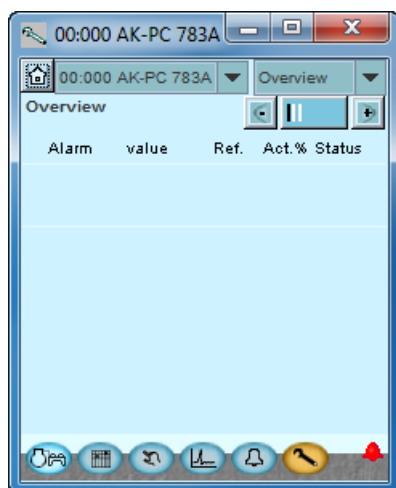 00:000 AK-PC 783A
00:000 AK-PC 783A Overview
Overview
Alarm value Ref. Act.% Status